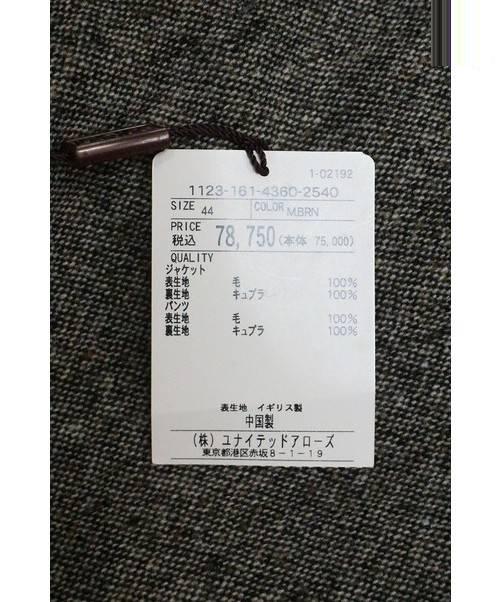 1-02192
1123-161-4360-2540
SIZE 44 COLOR M.BRN
PRICE
税込 78,750(本体 75,000)
QUALITY
ジャケット
表生地 毛 100%
裏生地 キュプラ 100%
パンツ
表生地 毛 100%
裏生地 キュプラ 100%
表生地 イギリス製
中国製
(株) ユナイテッドアローズ
東京都港区赤坂8-1-19